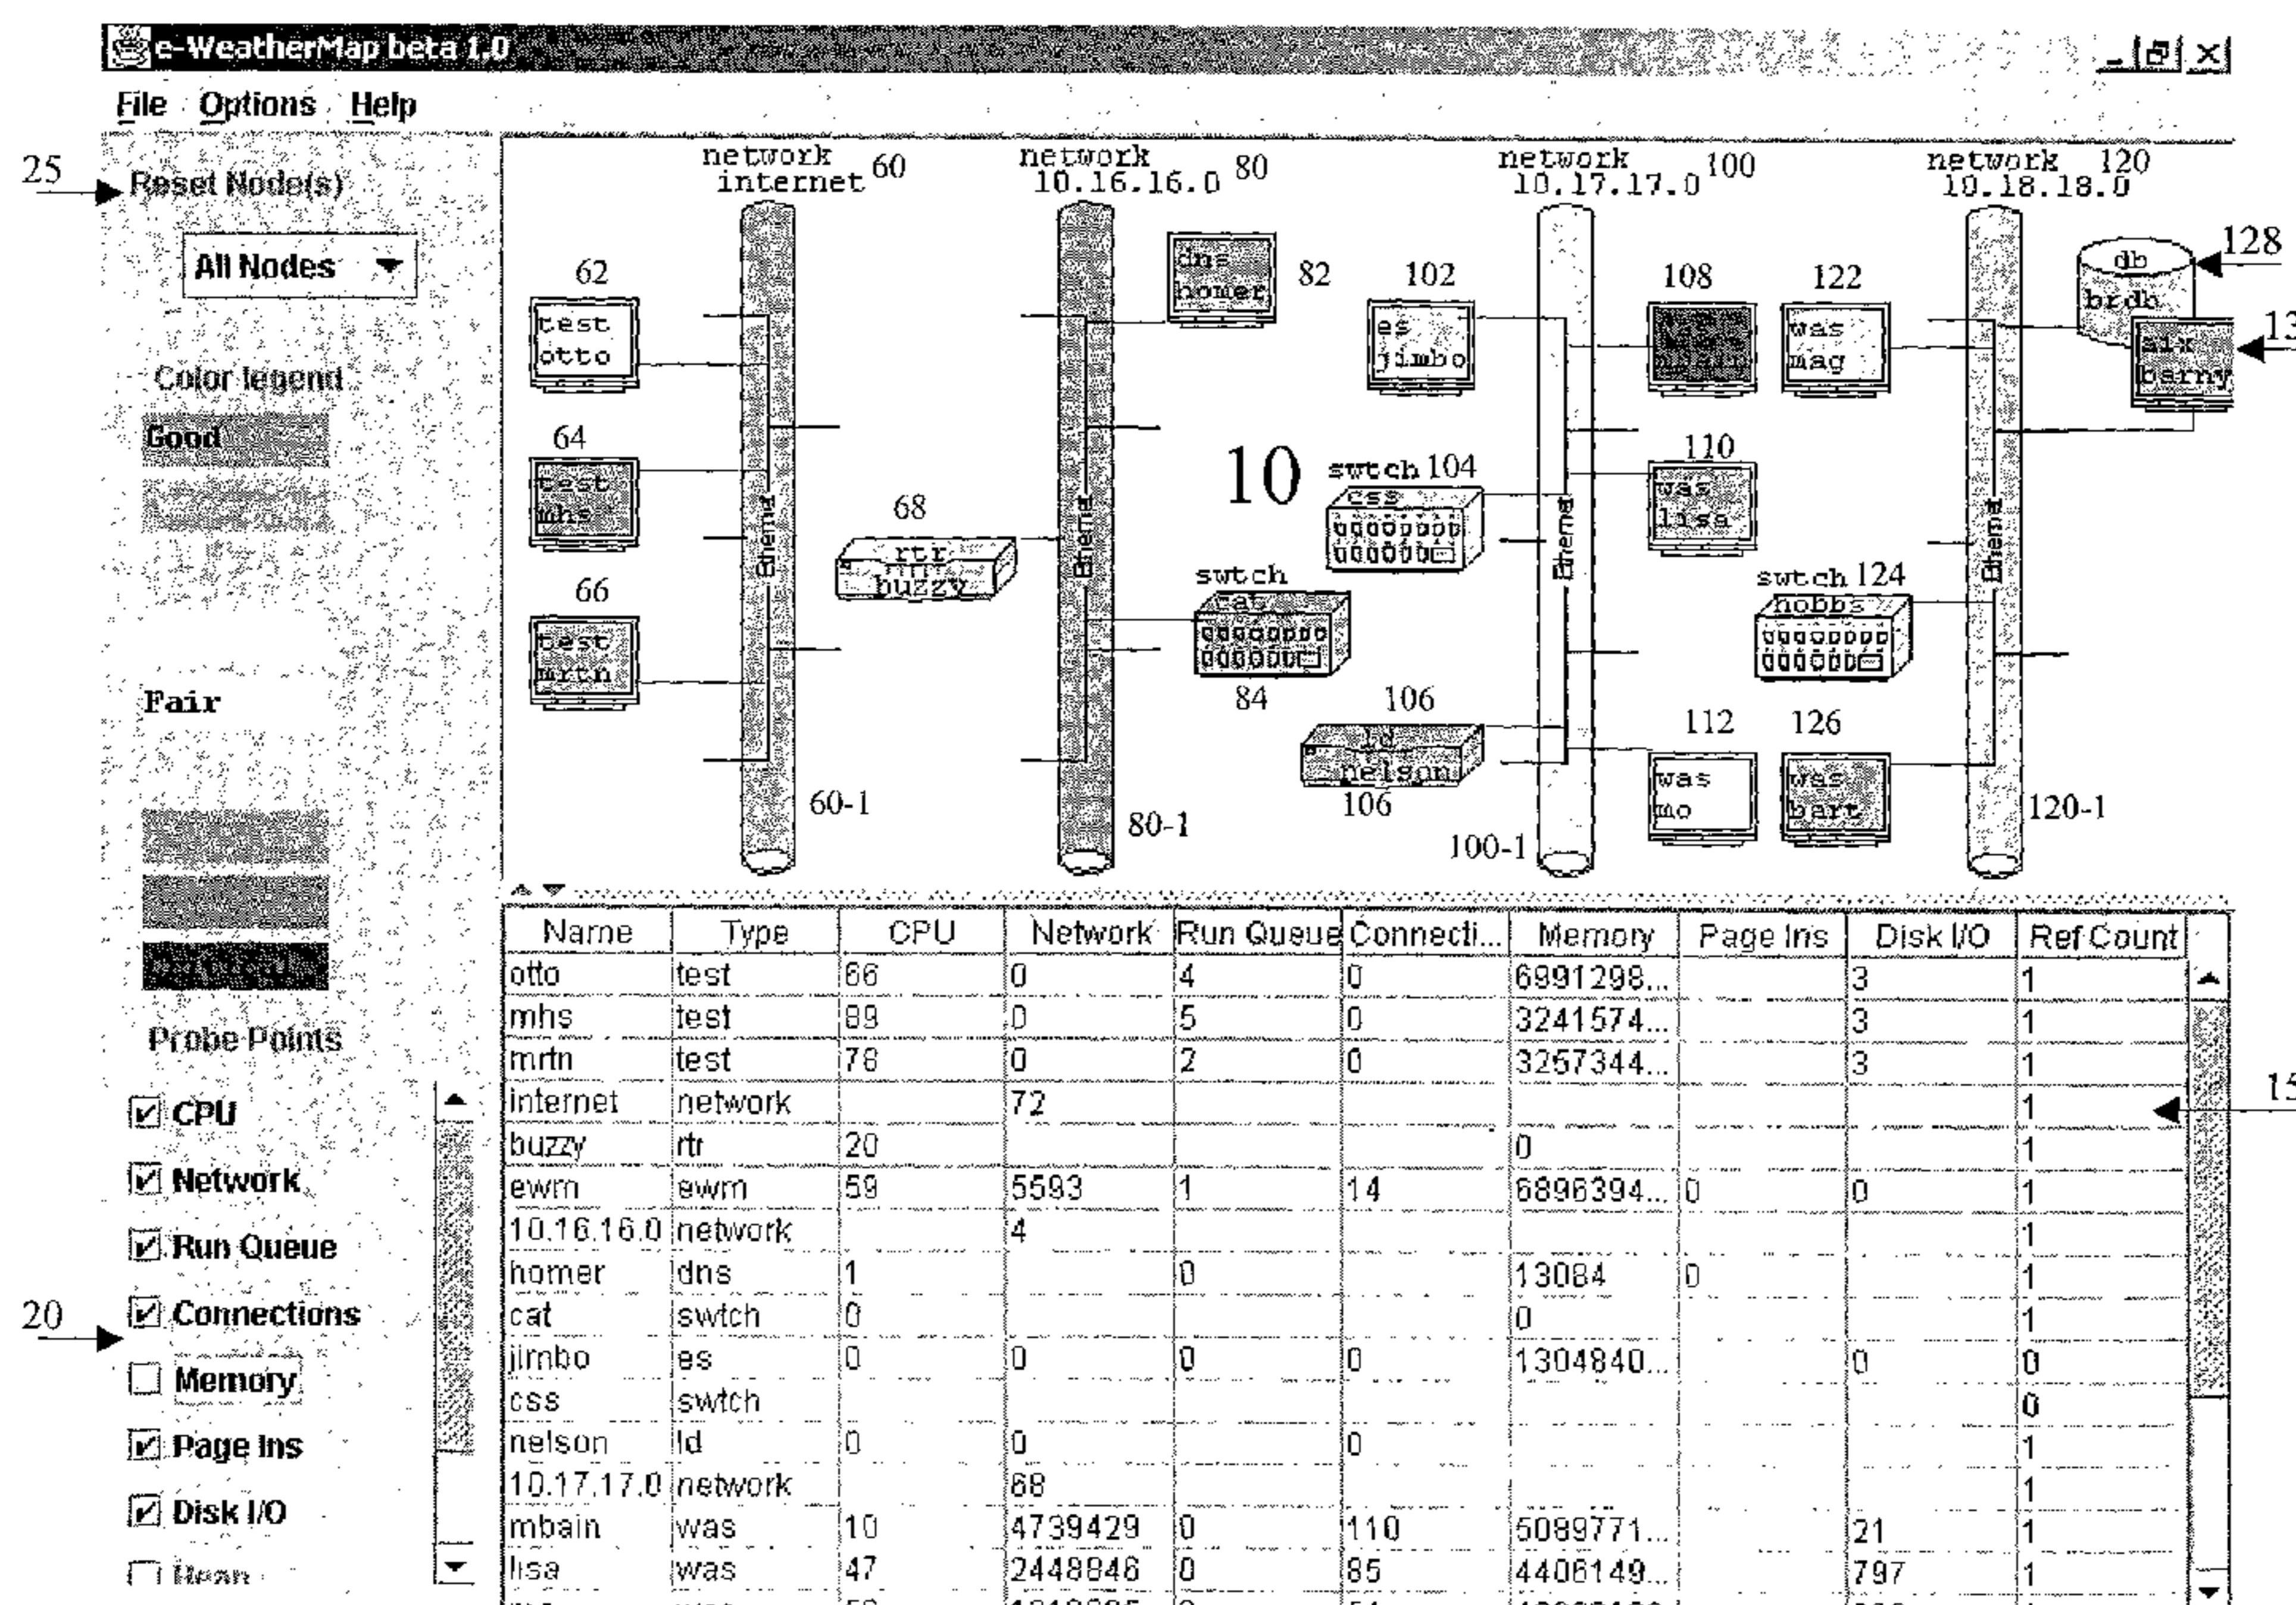 e-WeatherMap beta 1.0
File Options Help
25
Reset Node(s)
All Nodes
Color legend
Good
Fair
Probe Points
CPU
Network
Run Queue
Connections
20
Memory
Page Ins
Disk I/O
network
internet 60
network
10.16.16.0 80
network
10.17.17.0 100
network
10.18.18.0 120
62
test
otto
64
test
mhs
66
test
mrtn
Ethernet
60-1
68
rtr
buzzy
Ethernet
80-1
dns
homer
82
10
swtch
cat
84
102
es
jimbo
swtch 104
css
106
ld
nelson
106
Ethernet
100-1
108
110
was
lisa
112
was
mo
122
was
mag
swtch 124
hobbs
126
was
bart
Ethernet
120-1
db
brdb
128
aix
barny
13
Name Type CPU Network Run Queue Connecti... Memory Page Ins Disk I/O Ref Count
otto test 66 0 4 0 6991298... 3 1
mhs test 89 0 5 0 3241574... 3 1
mrtn test 78 0 2 0 3257344... 3 1
internet network 72 1
15
buzzy rtr 20 0 1
ewm ewm 59 5593 1 14 6896394... 0 0 1
10.16.16.0 network 4 1
homer dns 1 0 13084 0 1
cat swtch 0 0 1
jimbo es 0 0 0 0 1304840... 0 0
css swtch 0
nelson ld 0 0 0 1
10.17.17.0 network 68 1
mbain was 10 4739429 0 110 5089771... 21 1
lisa was 47 2448846 0 85 4406149... 797 1